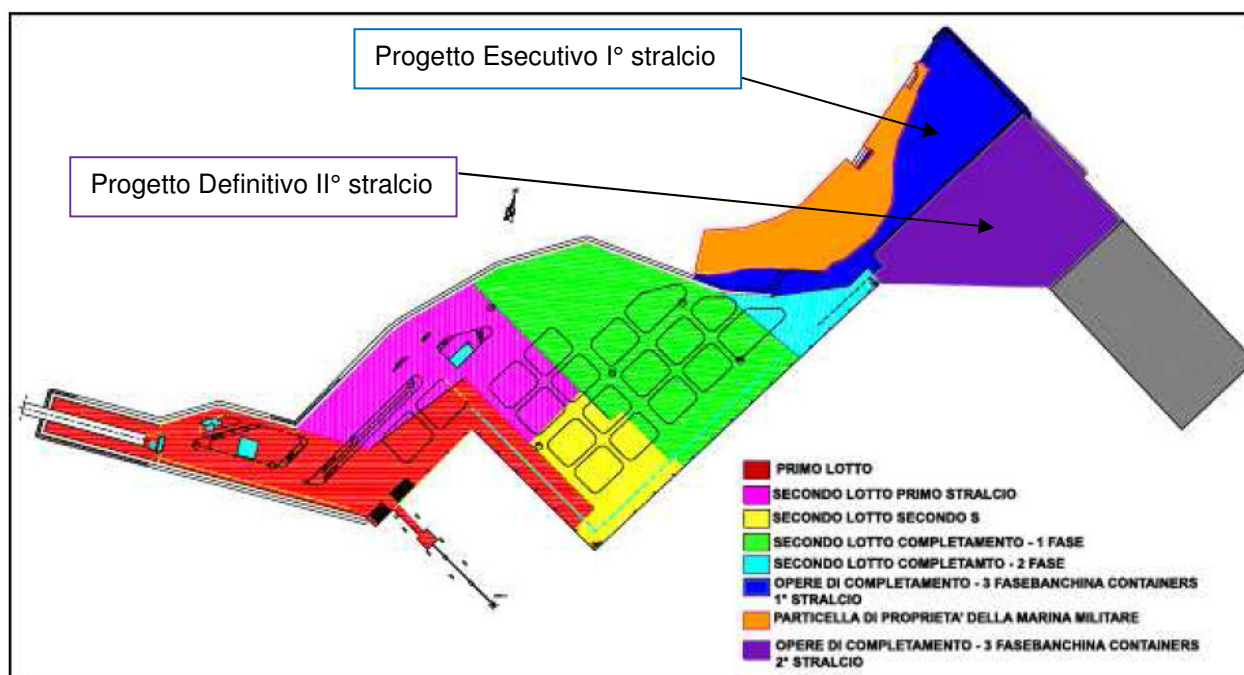 Progetto Esecutivo I° stralcio
Progetto Definitivo II° stralcio
PRIMO LOTTO
SECONDO LOTTO PRIMO STRALCIO
SECONDO LOTTO SECONDO S
SECONDO LOTTO COMPLETAMENTO - 1 FASE
SECONDO LOTTO COMPLETAMTO - 2 FASE
OPERE DI COMPLETAMENTO - 3 FASEBANCHINA CONTAINERS
1° STRALCIO
PARTICELLA DI PROPRIETA' DELLA MARINA MILITARE
OPERE DI COMPLETAMENTO - 3 FASEBANCHINA CONTAINERS
2° STRALCIO